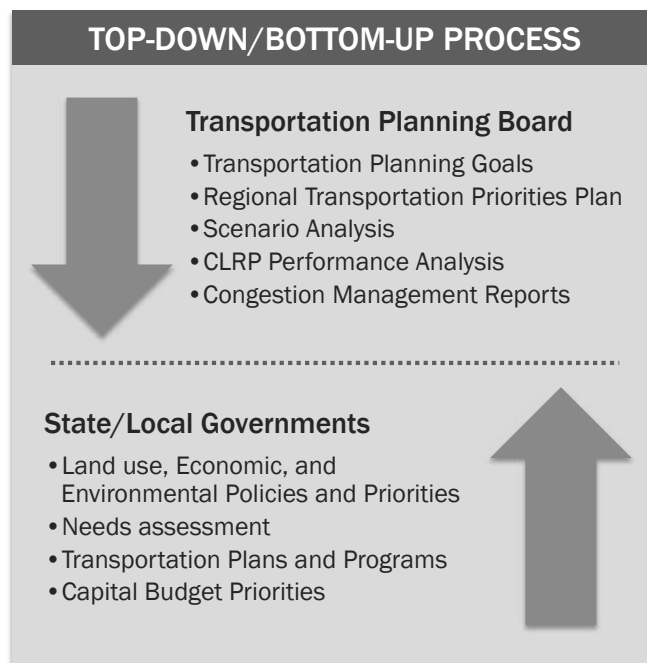 TOP-DOWN/BOTTOM-UP PROCESS
Transportation Planning Board
•Transportation Planning Goals
•Regional Transportation Priorities Plan
•Scenario Analysis
•CLRP Performance Analysis
•Congestion Management Reports
State/Local Governments
•Land use, Economic, and
Environmental Policies and Priorities
•Needs assessment
•Transportation Plans and Programs
•Capital Budget Priorities